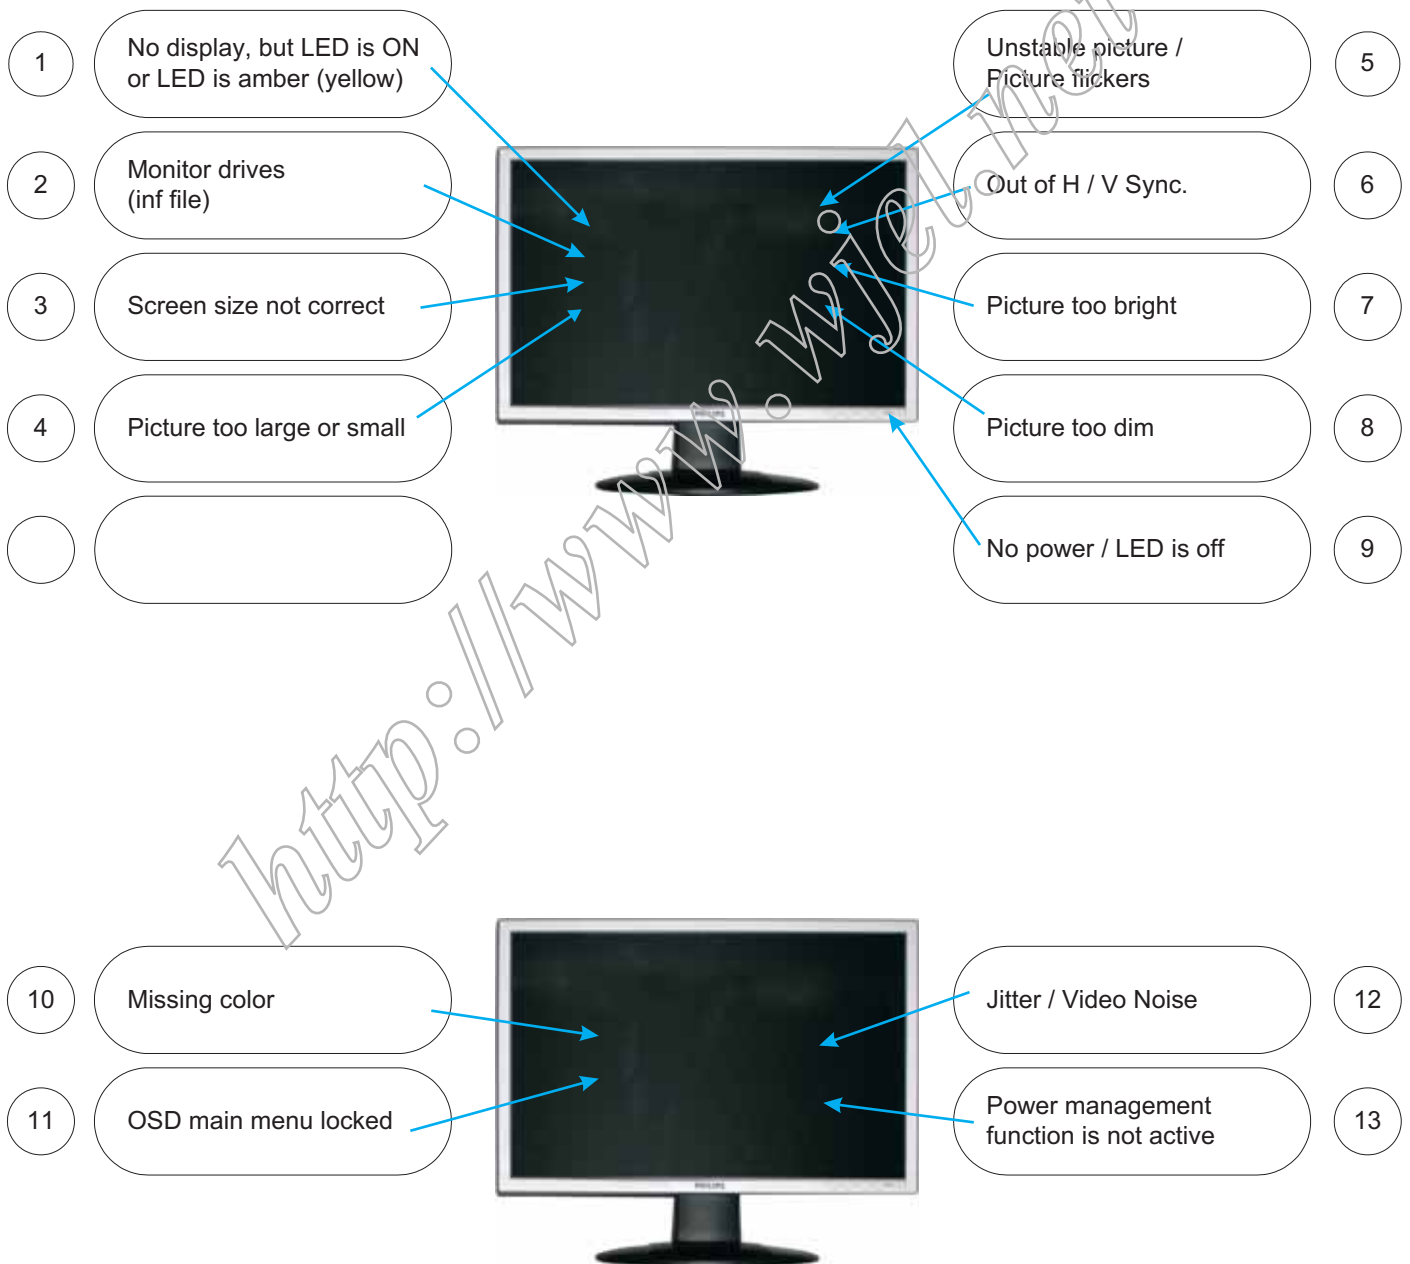 1
No display, but LED is ON
or LED is amber (yellow)
2
Monitor drives
(inf file)
3
Screen size not correct
4
Picture too large or small
Unstable picture /
Picture flickers
5
Out of H / V Sync.
6
Picture too bright
7
Picture too dim
8
No power / LED is off
9
PHILIPS
http://www.wjel.net
10
Missing color
11
OSD main menu locked
Jitter / Video Noise
12
Power management
function is not active
13
PHILIPS